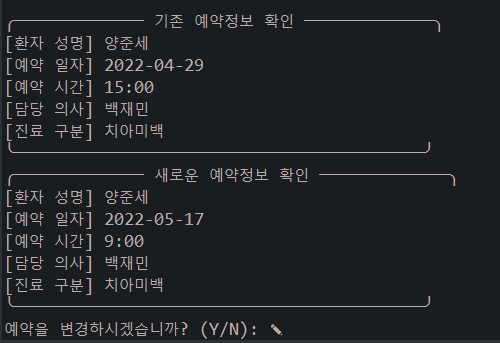 기존 예약정보 확인
[환자 성명] 양준세
[예약 일자] 2022-04-29
[예약 시간] 15:00
[담당 의사] 백재민
[진료 구분] 치아미백
새로운 예약정보 확인
[환자 성명] 양준세
[예약 일자] 2022-05-17
[예약 시간] 9:00
[담당 의사] 백재민
[진료 구분] 치아미백
예약을 변경하시겠습니까? (Y/N): ✎